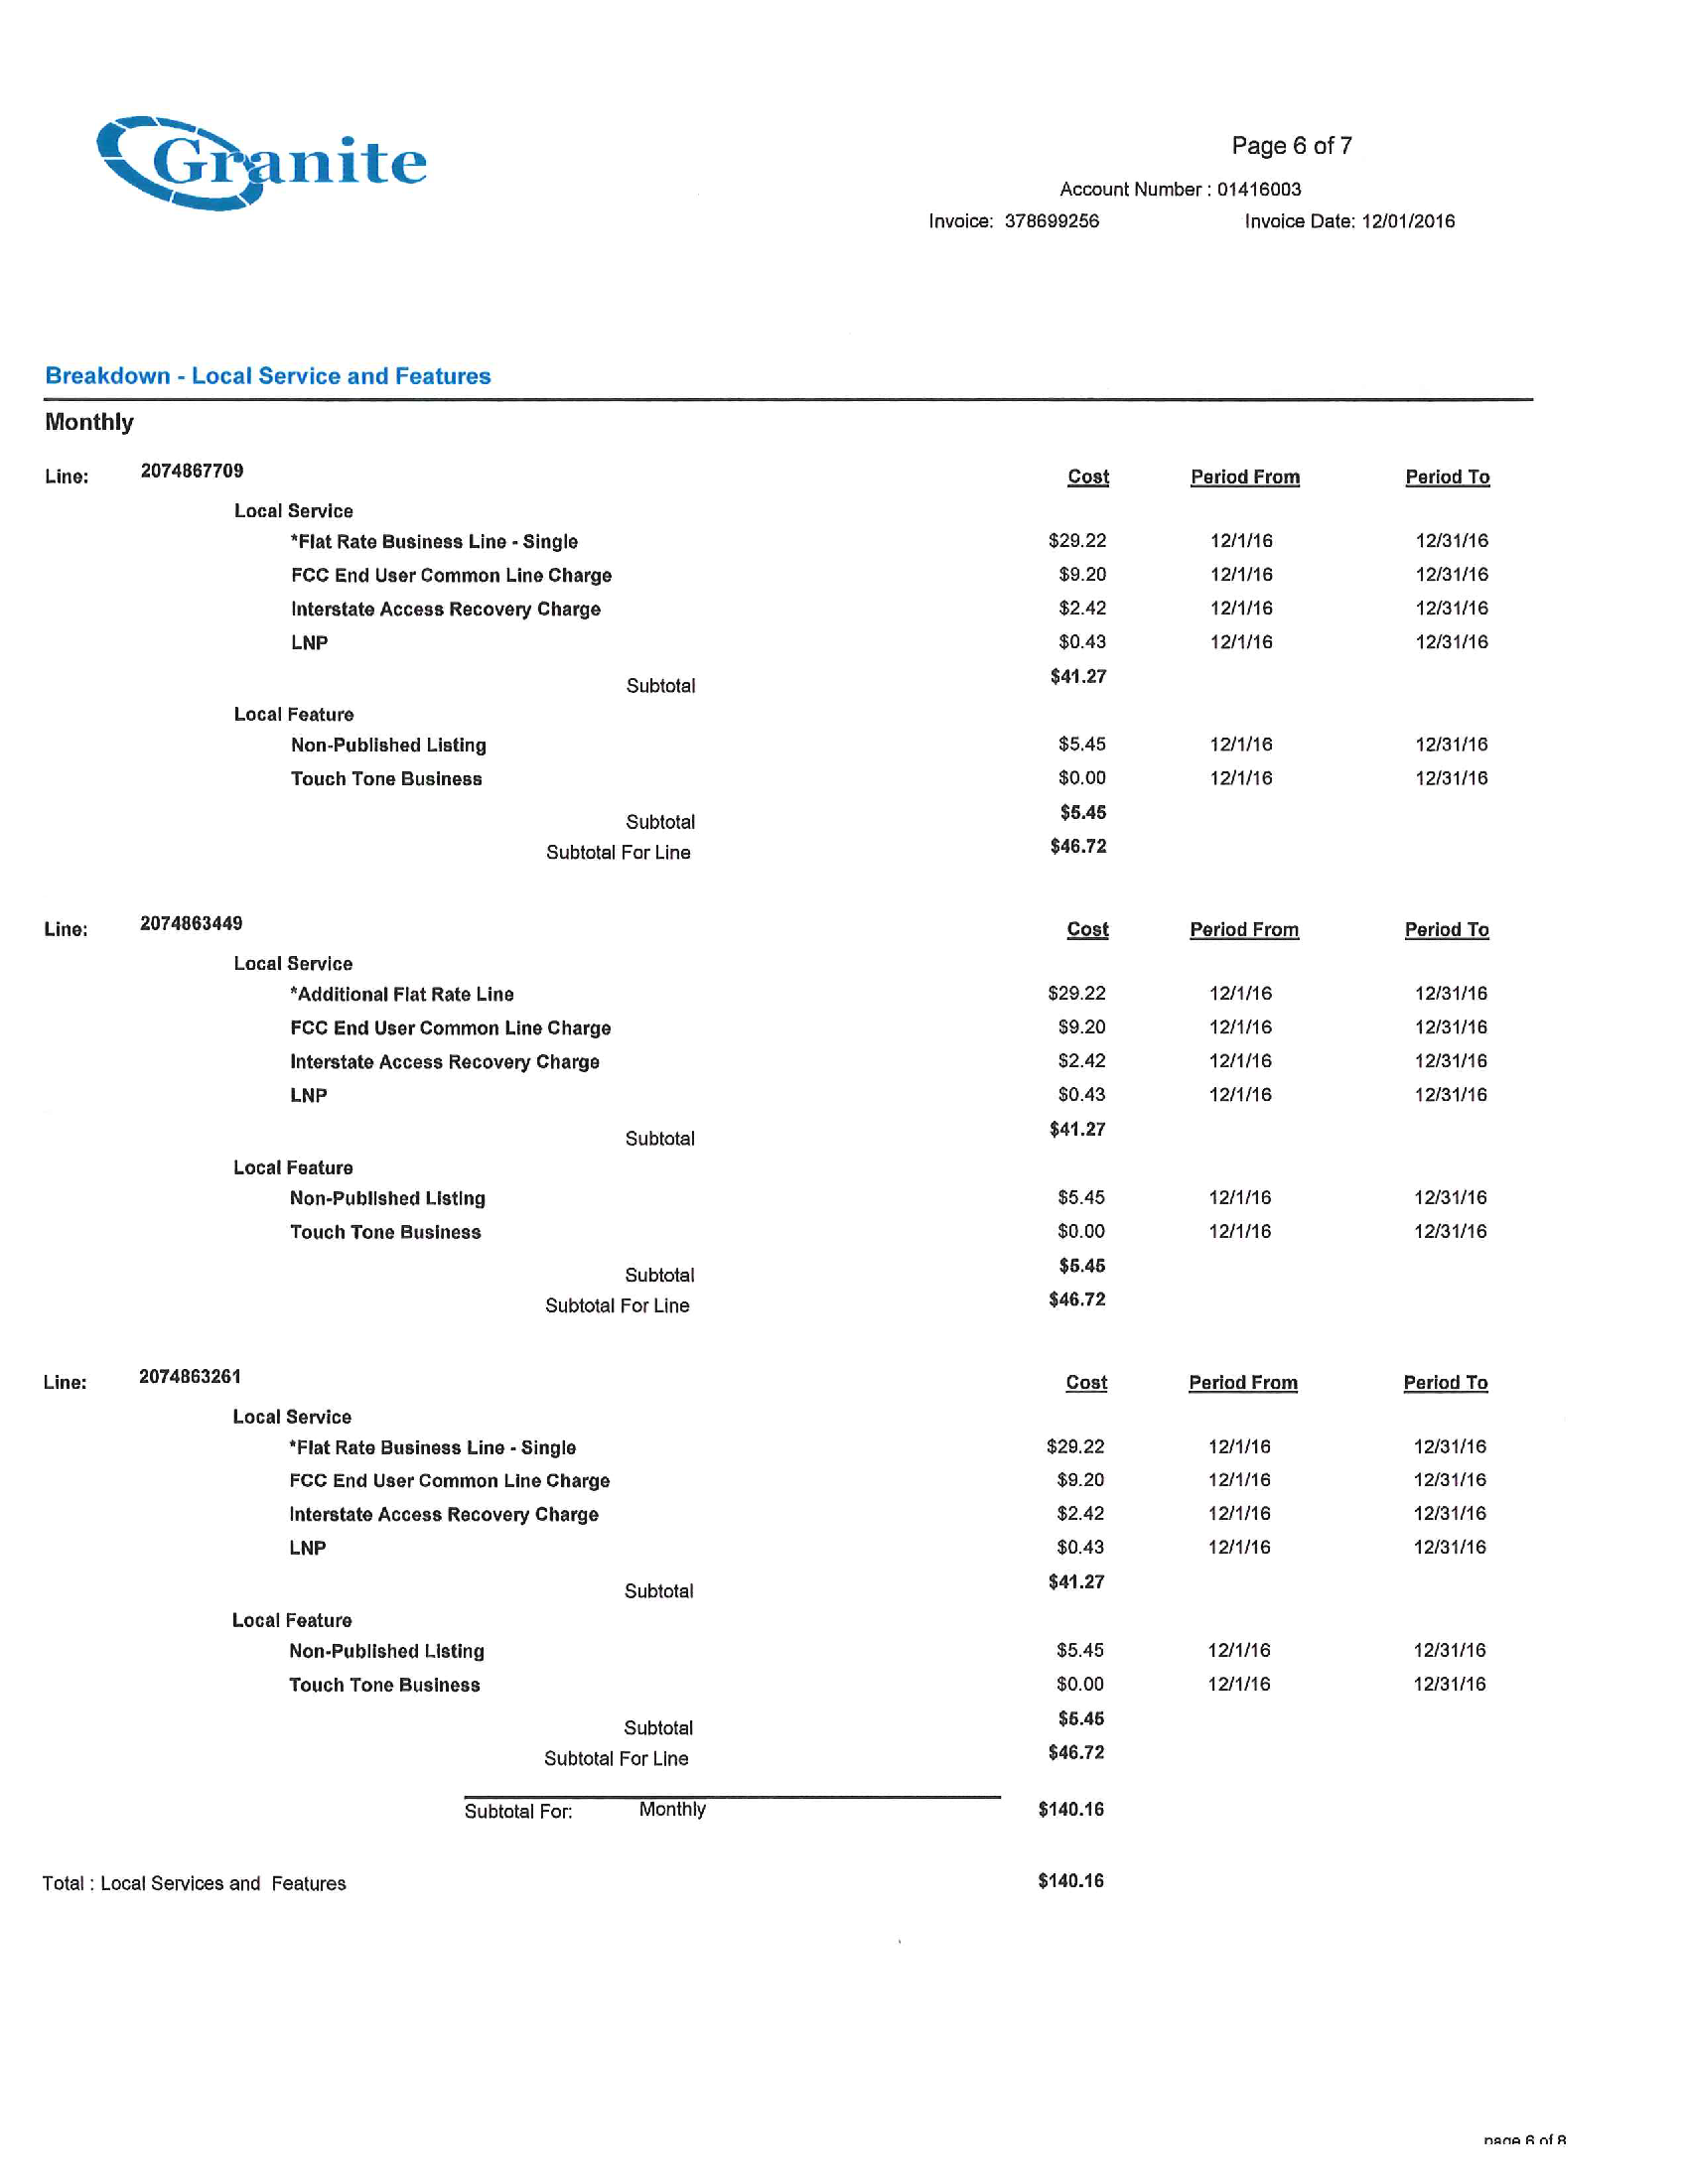 Granite
Page 6 of 7
Account Number : 01416003
Invoice: 378699256 Invoice Date: 12/01/2016
Breakdown - Local Service and Features
Monthly
Line: 2074867709 Cost Period From Period To
Local Service
*Flat Rate Business Line - Single $29.22 12/1/16 12/31/16
FCC End User Common Line Charge $9.20 12/1/16 12/31/16
Interstate Access Recovery Charge $2.42 12/1/16 12/31/16
LNP $0.43 12/1/16 12/31/16
Subtotal $41.27
Local Feature
Non-Published Listing $5.45 12/1/16 12/31/16
Touch Tone Business $0.00 12/1/16 12/31/16
Subtotal $5.45
Subtotal For Line $46.72
Line: 2074863449 Cost Period From Period To
Local Service
*Additional Flat Rate Line $29.22 12/1/16 12/31/16
FCC End User Common Line Charge $9.20 12/1/16 12/31/16
Interstate Access Recovery Charge $2.42 12/1/16 12/31/16
LNP $0.43 12/1/16 12/31/16
Subtotal $41.27
Local Feature
Non-Published Listing $5.45 12/1/16 12/31/16
Touch Tone Business $0.00 12/1/16 12/31/16
Subtotal $5.45
Subtotal For Line $46.72
Line: 2074863261 Cost Period From Period To
Local Service
*Flat Rate Business Line - Single $29.22 12/1/16 12/31/16
FCC End User Common Line Charge $9.20 12/1/16 12/31/16
Interstate Access Recovery Charge $2.42 12/1/16 12/31/16
LNP $0.43 12/1/16 12/31/16
Subtotal $41.27
Local Feature
Non-Published Listing $5.45 12/1/16 12/31/16
Touch Tone Business $0.00 12/1/16 12/31/16
Subtotal $5.45
Subtotal For Line $46.72
Subtotal For: Monthly $140.16
Total : Local Services and Features $140.16
page 6 of 8